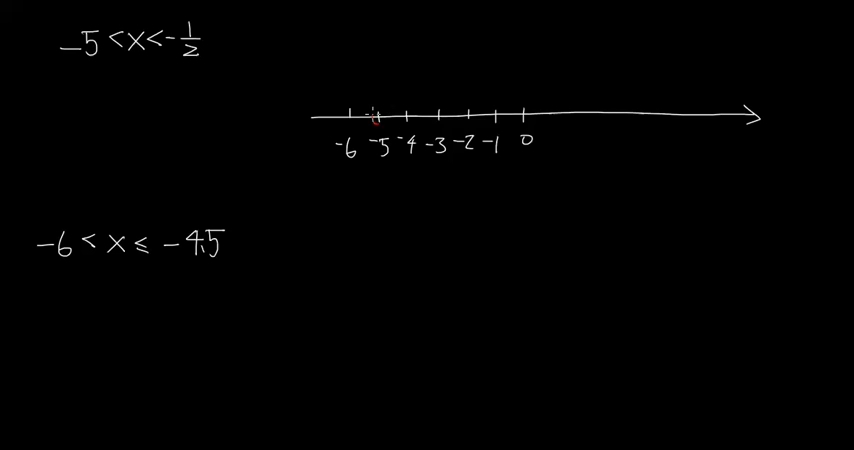 -5 < x < -1/2
-6 -5 -4 -3 -2 -1 0
-6 < x ≤ -4.5